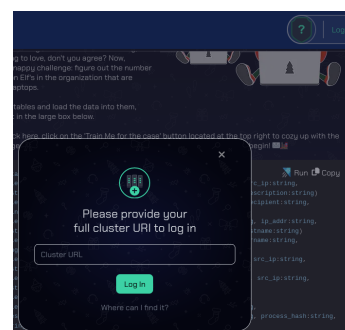 ?
Log
g to love, don't you agree? Now,
nappy challenge: figure out the number
n Elf's in the organization that are
aptops.
tables and load the data into them,
t in the large box below.
ck here, click on the 'Train Me for the case' button located at the top right to cozy up with the
begin!
Run Copy
×
rc_ip:string,
scription:string)
ecipient:string,
Please provide your
full cluster URI to log in
, ip_addr:string,
stname:string)
rname:string,
src_ip:string,
Cluster URL
src_ip:string,
Log In
Where can I find it?
, process_hash:string,